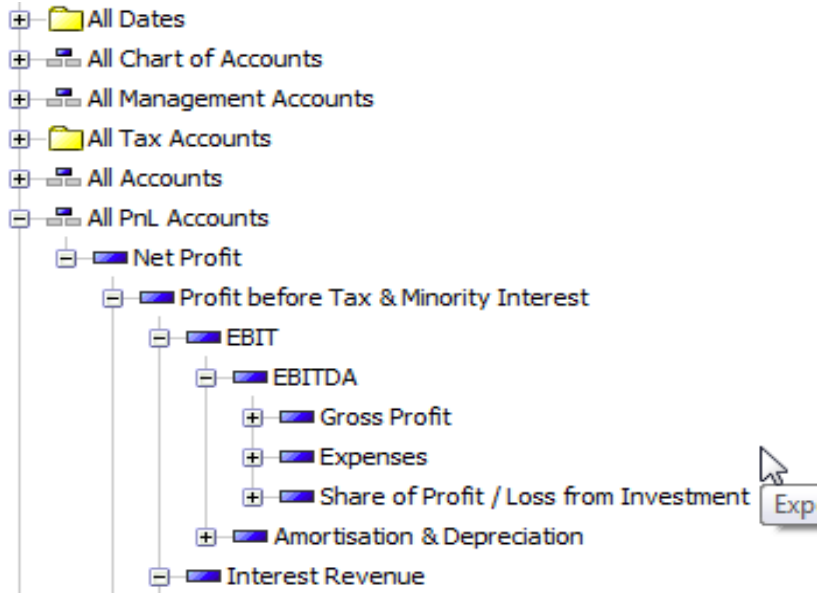 All Dates
All Chart of Accounts
All Management Accounts
All Tax Accounts
All Accounts
All PnL Accounts
Net Profit
Profit before Tax & Minority Interest
EBIT
EBITDA
Gross Profit
Expenses
Share of Profit / Loss from Investment
Amortisation & Depreciation
Interest Revenue